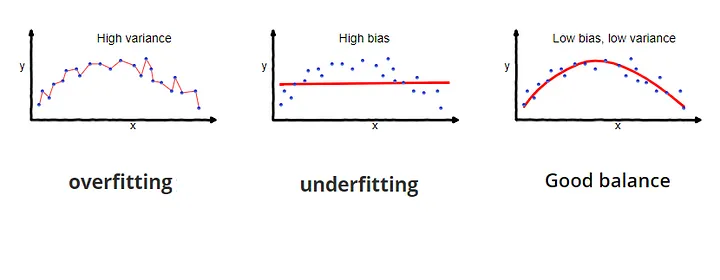 High variance
y
x
overfitting
High bias
y
x
underfitting
Low bias, low variance
y
x
Good balance